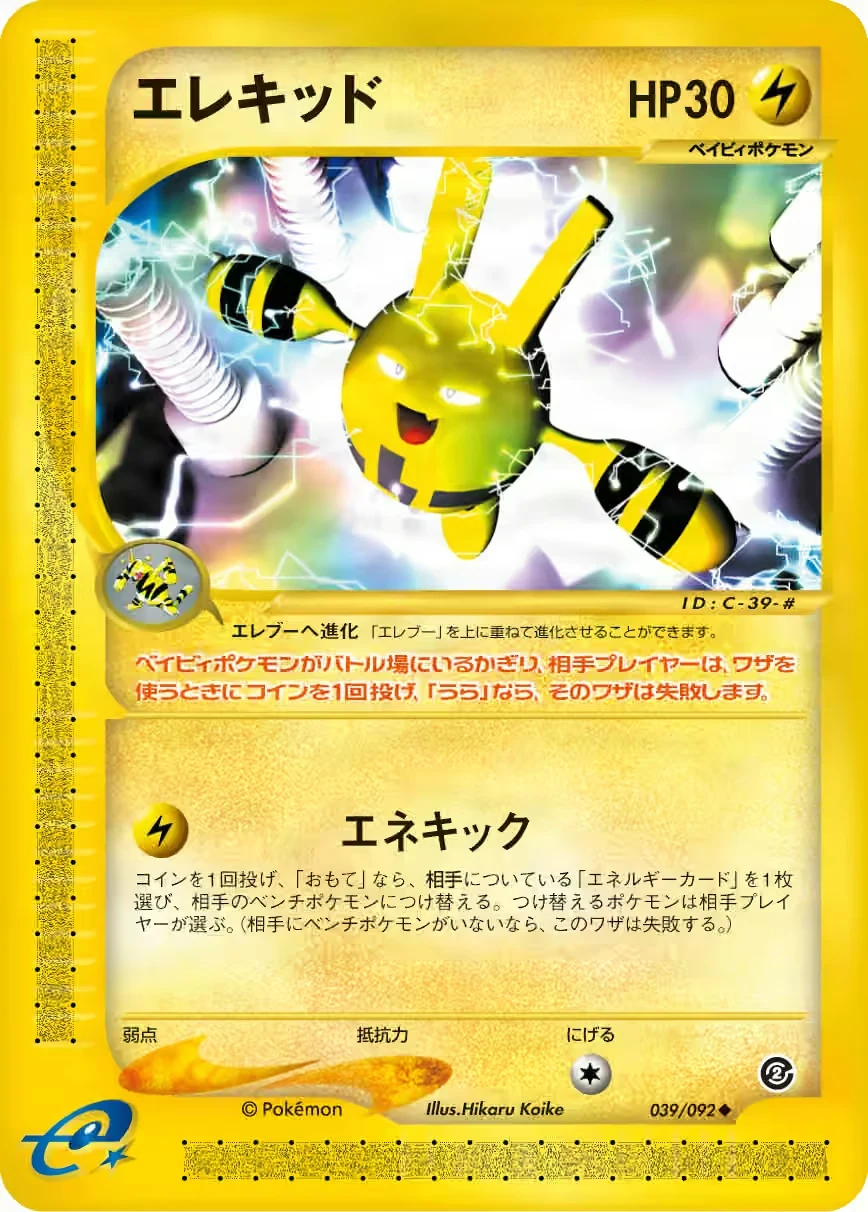 エレキッド HP30
ベイビィポケモン
ID:C-39-#
エレブーへ進化 「エレブー」を上に重ねて進化させることができます。
ベイビィポケモンがバトル場にいるかぎり、相手プレイヤーは、ワザを
使うときにコインを1回投げ、「うら」なら、そのワザは失敗します。
エネキック
コインを1回投げ、「おもて」なら、相手についている「エネルギーカード」を1枚
選び、相手のベンチポケモンにつけ替える。つけ替えるポケモンは相手プレイ
ヤーが選ぶ。(相手にベンチポケモンがいないなら、このワザは失敗する。)
弱点 抵抗力 にげる
2
© Pokémon Illus.Hikaru Koike 039/092◆
e